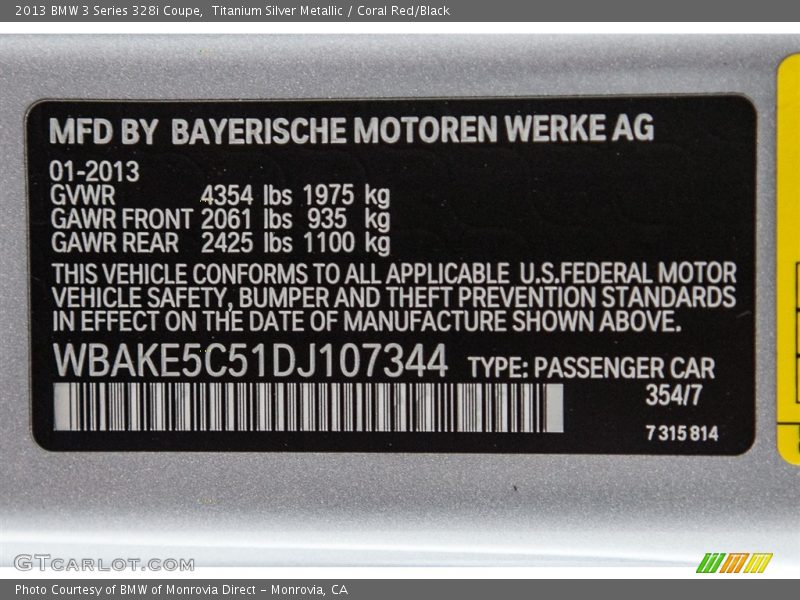 2013 BMW 3 Series 328i Coupe,  Titanium Silver Metallic / Coral Red/Black
MFD BY BAYERISCHE MOTOREN WERKE AG
01-2013
GVWR 4354 lbs 1975 kg
GAWR FRONT 2061 lbs 935 kg
GAWR REAR 2425 lbs 1100 kg
THIS VEHICLE CONFORMS TO ALL APPLICABLE U.S.FEDERAL MOTOR
VEHICLE SAFETY, BUMPER AND THEFT PREVENTION STANDARDS
IN EFFECT ON THE DATE OF MANUFACTURE SHOWN ABOVE.
WBAKE5C51DJ107344 TYPE: PASSENGER CAR
354/7
7 315 814
GTCARLOT.COM
Photo Courtesy of BMW of Monrovia Direct – Monrovia, CA